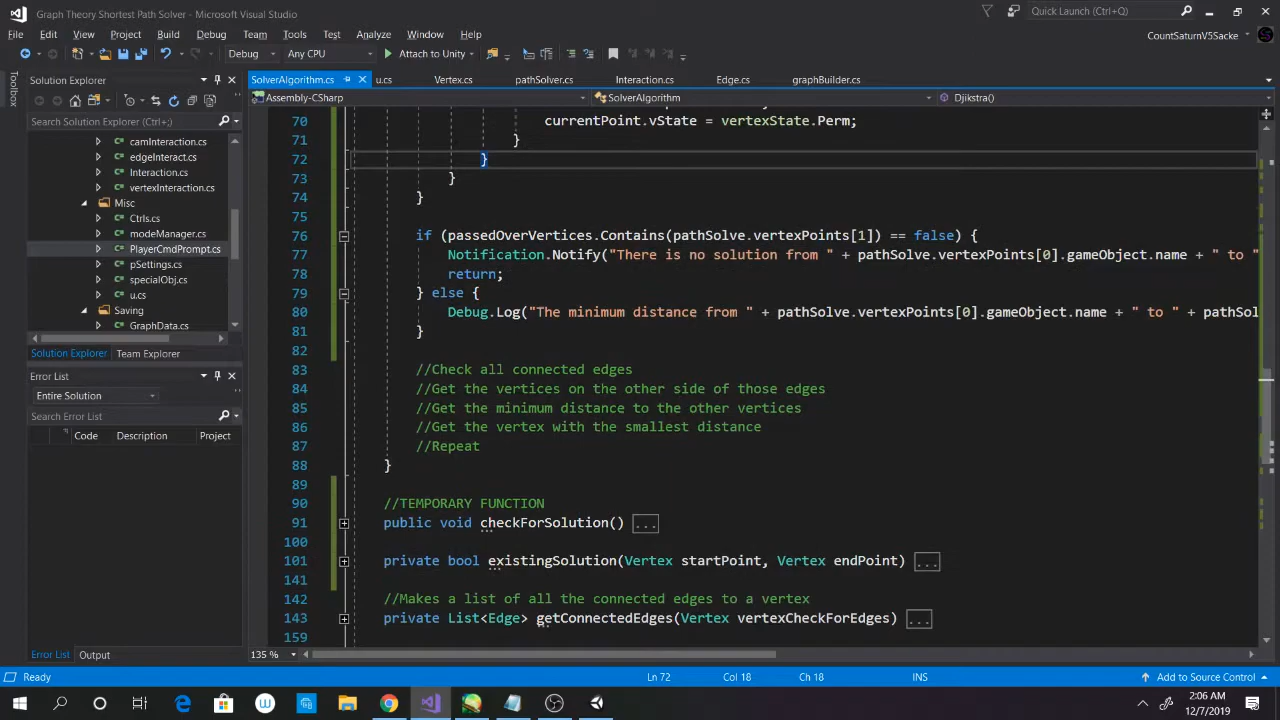 Graph Theory Shortest Path Solver - Microsoft Visual Studio
Quick Launch (Ctrl+Q)
File Edit View Project Build Debug Team Tools Test Analyze Window Help
CountSaturnV5Sacke
Debug Any CPU Attach to Unity
Toolbox
Solution Explorer
Search Solution Explorer (Ctrl+;)
camInteraction.cs
edgeInteract.cs
Interaction.cs
vertexInteraction.cs
Misc
Ctrls.cs
modeManager.cs
PlayerCmdPrompt.cs
pSettings.cs
specialObj.cs
u.cs
Saving
GraphData.cs
Solution Explorer Team Explorer
Error List
Entire Solution
Search Error List
Code Description Project
Error List Output
SolverAlgorithm.cs u.cs Vertex.cs pathSolver.cs Interaction.cs Edge.cs graphBuilder.cs
Assembly-CSharp SolverAlgorithm Djikstra()
70 currentPoint.vState = vertexState.Perm;
71 }
72 }
73 }
74 }
75
76 if (passedOverVertices.Contains(pathSolve.vertexPoints[1]) == false) {
77 Notification.Notify("There is no solution from " + pathSolve.vertexPoints[0].gameObject.name + " to "
78 return;
79 } else {
80 Debug.Log("The minimum distance from " + pathSolve.vertexPoints[0].gameObject.name + " to " + pathSol
81 }
82
83 //Check all connected edges
84 //Get the vertices on the other side of those edges
85 //Get the minimum distance to the other vertices
86 //Get the vertex with the smallest distance
87 //Repeat
88 }
89
90 //TEMPORARY FUNCTION
91 public void checkForSolution() ...
100
101 private bool existingSolution(Vertex startPoint, Vertex endPoint) ...
141
142 //Makes a list of all the connected edges to a vertex
143 private List<Edge> getConnectedEdges(Vertex vertexCheckForEdges) ...
159
135 %
Ready Ln 72 Col 18 Ch 18 INS Add to Source Control
2:06 AM
12/7/2019